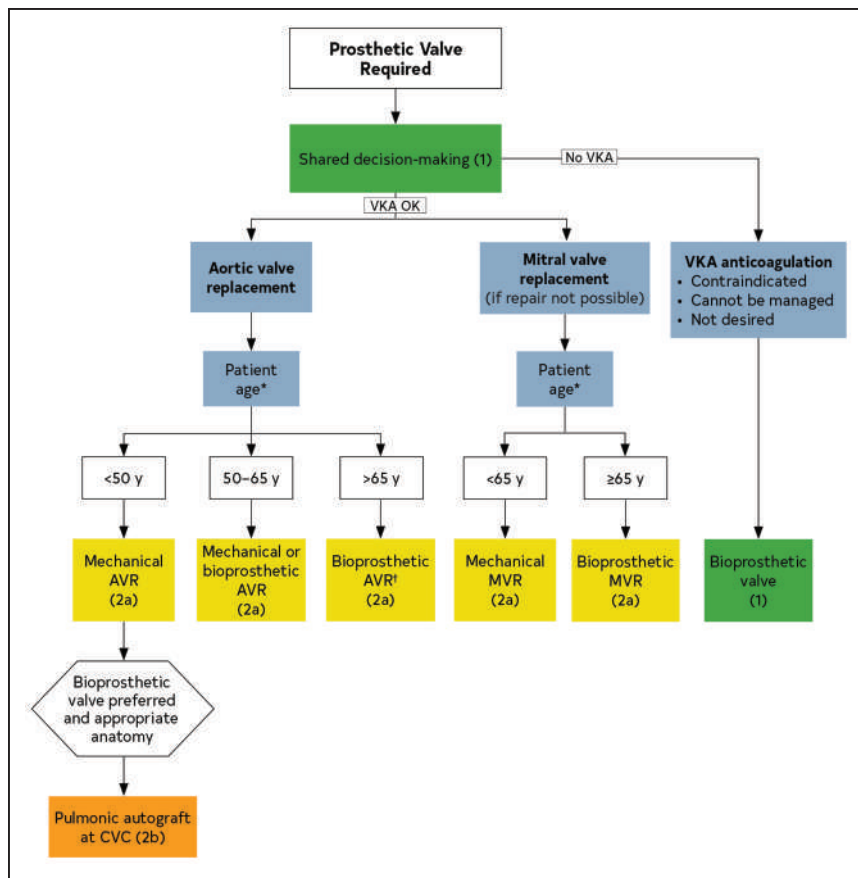 Prosthetic Valve
Required
Shared decision-making (1)
No VKA
VKA OK
Aortic valve
replacement
Mitral valve
replacement
(if repair not possible)
VKA anticoagulation
• Contraindicated
• Cannot be managed
• Not desired
Patient
age*
Patient
age*
<50 y
50–65 y
>65 y
<65 y
≥65 y
Mechanical
AVR
(2a)
Mechanical or
bioprosthetic
AVR
(2a)
Bioprosthetic
AVR†
(2a)
Mechanical
MVR
(2a)
Bioprosthetic
MVR
(2a)
Bioprosthetic
valve
(1)
Bioprosthetic
valve preferred
and appropriate
anatomy
Pulmonic autograft
at CVC (2b)